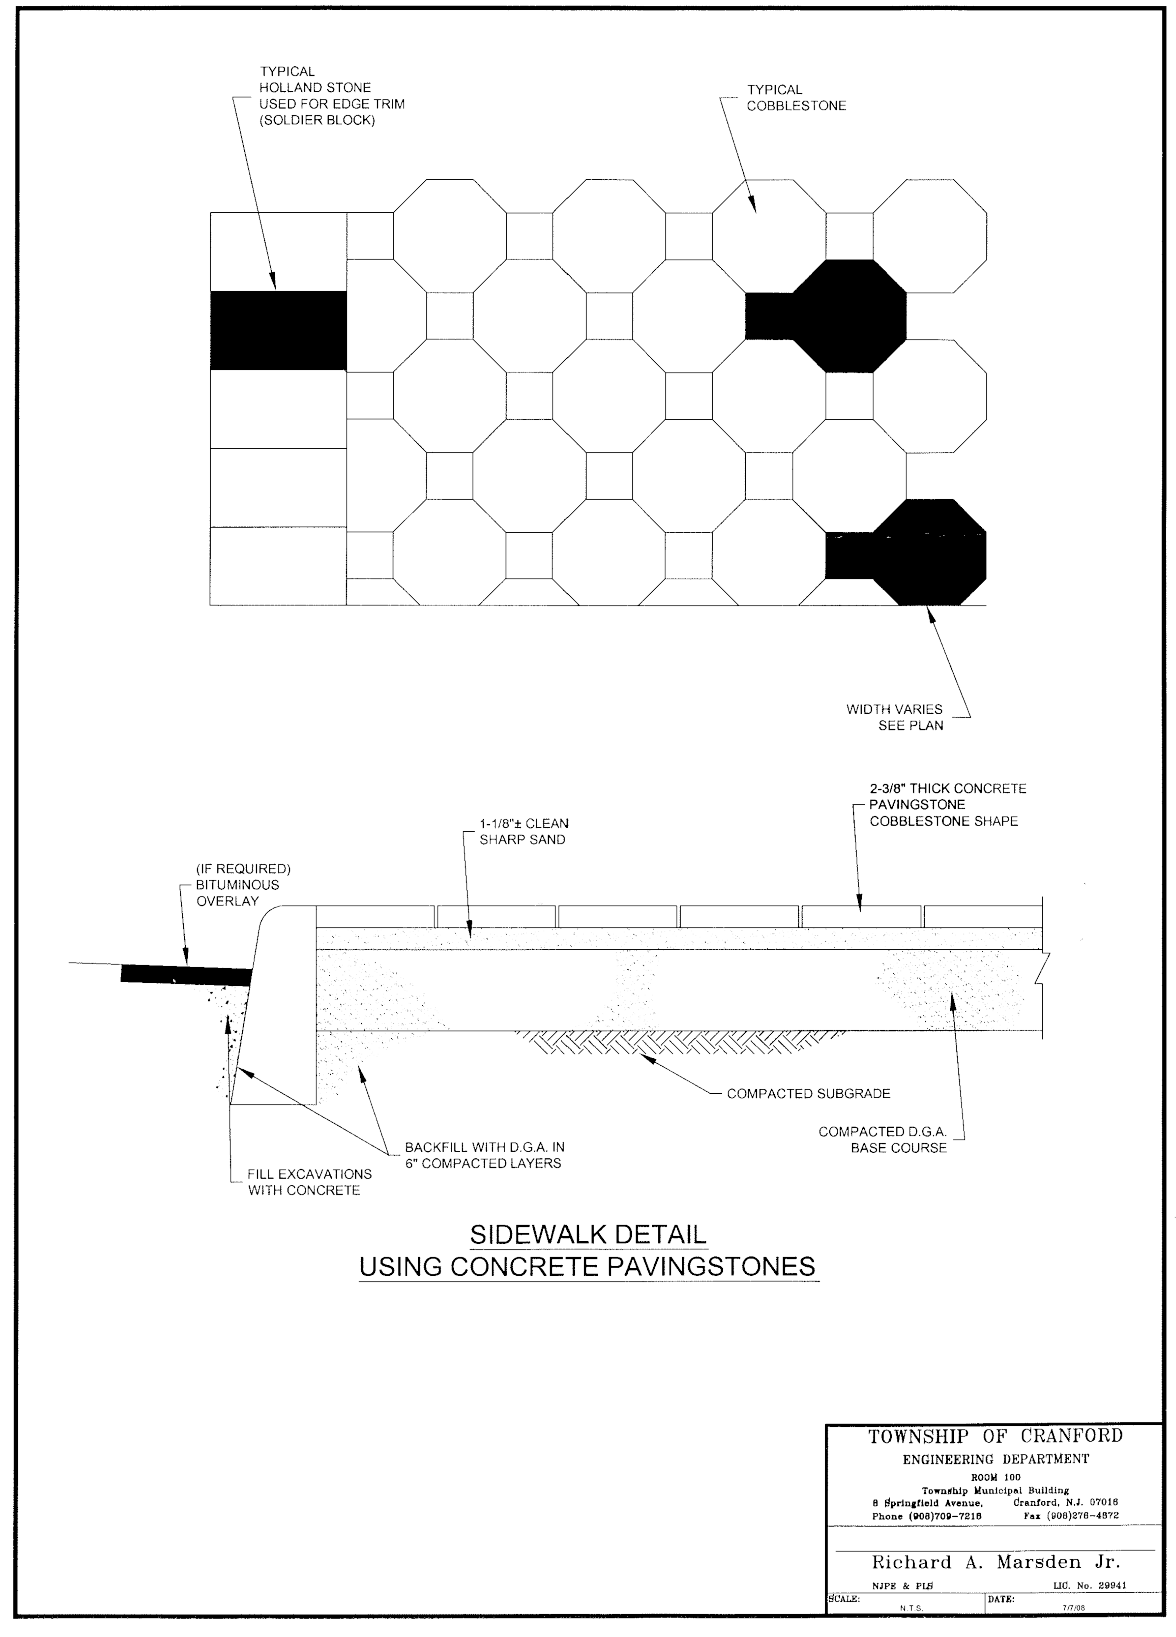 TYPICAL
HOLLAND STONE
USED FOR EDGE TRIM
(SOLDIER BLOCK)
TYPICAL
COBBLESTONE
WIDTH VARIES
SEE PLAN
2-3/8" THICK CONCRETE
PAVINGSTONE
COBBLESTONE SHAPE
1-1/8"± CLEAN
SHARP SAND
(IF REQUIRED)
BITUMINOUS
OVERLAY
COMPACTED SUBGRADE
COMPACTED D.G.A.
BASE COURSE
BACKFILL WITH D.G.A. IN
6" COMPACTED LAYERS
FILL EXCAVATIONS
WITH CONCRETE
SIDEWALK DETAIL
USING CONCRETE PAVINGSTONES
TOWNSHIP OF CRANFORD
ENGINEERING DEPARTMENT
ROOM 100
Township Municipal Building
8 Springfield Avenue, Cranford, N.J. 07016
Phone (908)709-7216 Fax (908)276-4872
Richard A. Marsden Jr.
NJPE & PLS LIC. No. 29941
SCALE: DATE:
N.T.S. 7/7/08